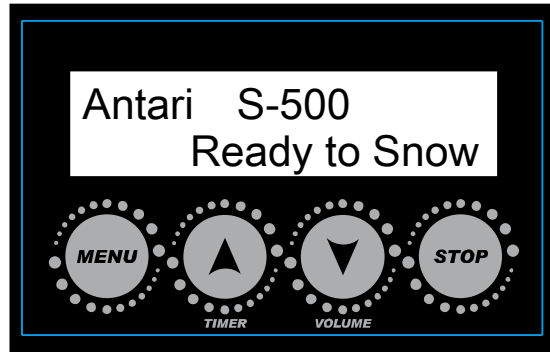 Antari S-500
Ready to Snow
MENU
STOP
TIMER
VOLUME